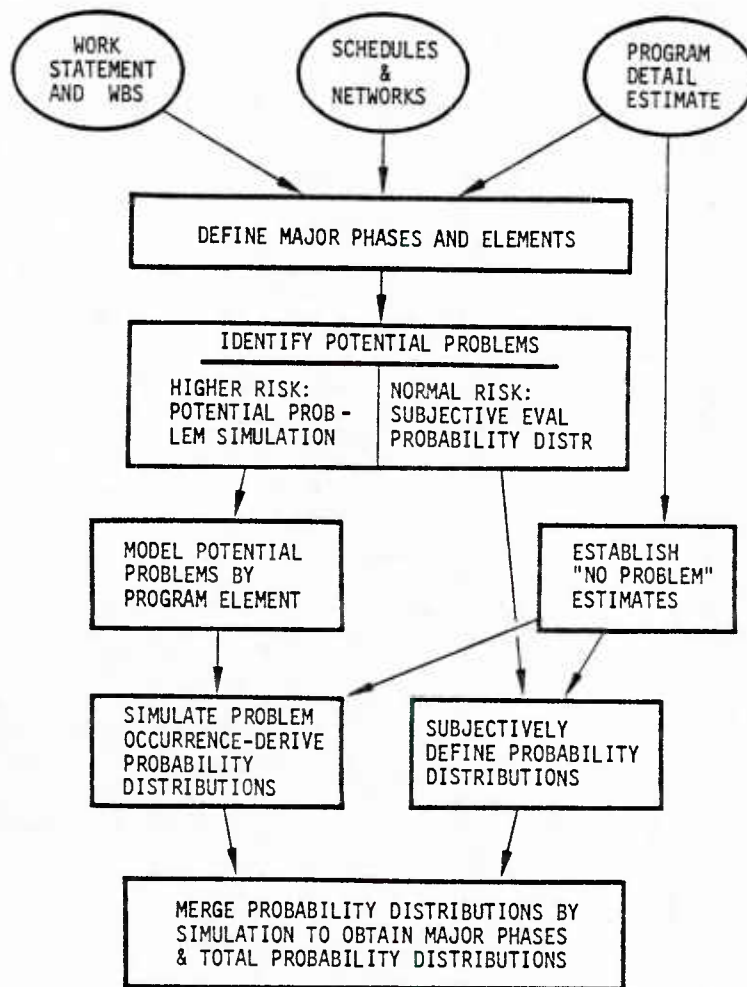 WORK
STATEMENT
AND WBS
SCHEDULES
&
NETWORKS
PROGRAM
DETAIL
ESTIMATE
DEFINE MAJOR PHASES AND ELEMENTS
IDENTIFY POTENTIAL PROBLEMS
HIGHER RISK:
POTENTIAL PROB-
LEM SIMULATION
NORMAL RISK:
SUBJECTIVE EVAL
PROBABILITY DISTR
MODEL POTENTIAL
PROBLEMS BY
PROGRAM ELEMENT
ESTABLISH
"NO PROBLEM"
ESTIMATES
SIMULATE PROBLEM
OCCURRENCE-DERIVE
PROBABILITY
DISTRIBUTIONS
SUBJECTIVELY
DEFINE PROBABILITY
DISTRIBUTIONS
MERGE PROBABILITY DISTRIBUTIONS BY
SIMULATION TO OBTAIN MAJOR PHASES
& TOTAL PROBABILITY DISTRIBUTIONS